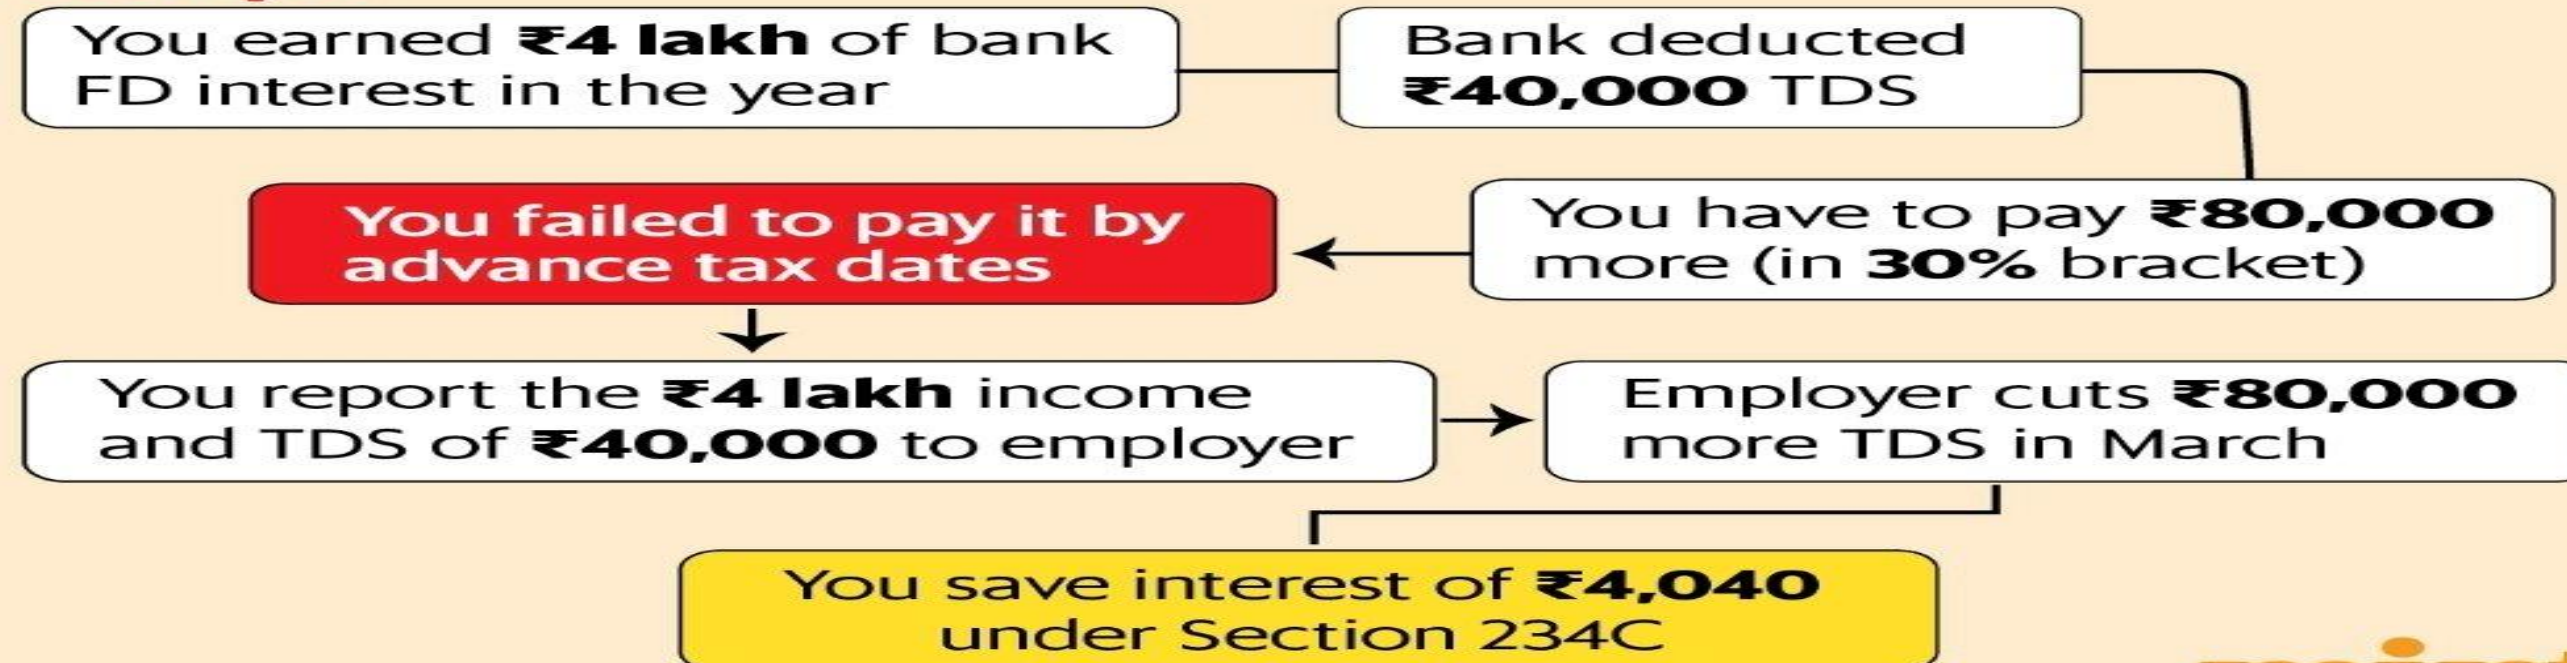 You earned ₹4 lakh of bank
FD interest in the year
Bank deducted
₹40,000 TDS
You have to pay ₹80,000
more (in 30% bracket)
You failed to pay it by
advance tax dates
You report the ₹4 lakh income
and TDS of ₹40,000 to employer
Employer cuts ₹80,000
more TDS in March
You save interest of ₹4,040
under Section 234C